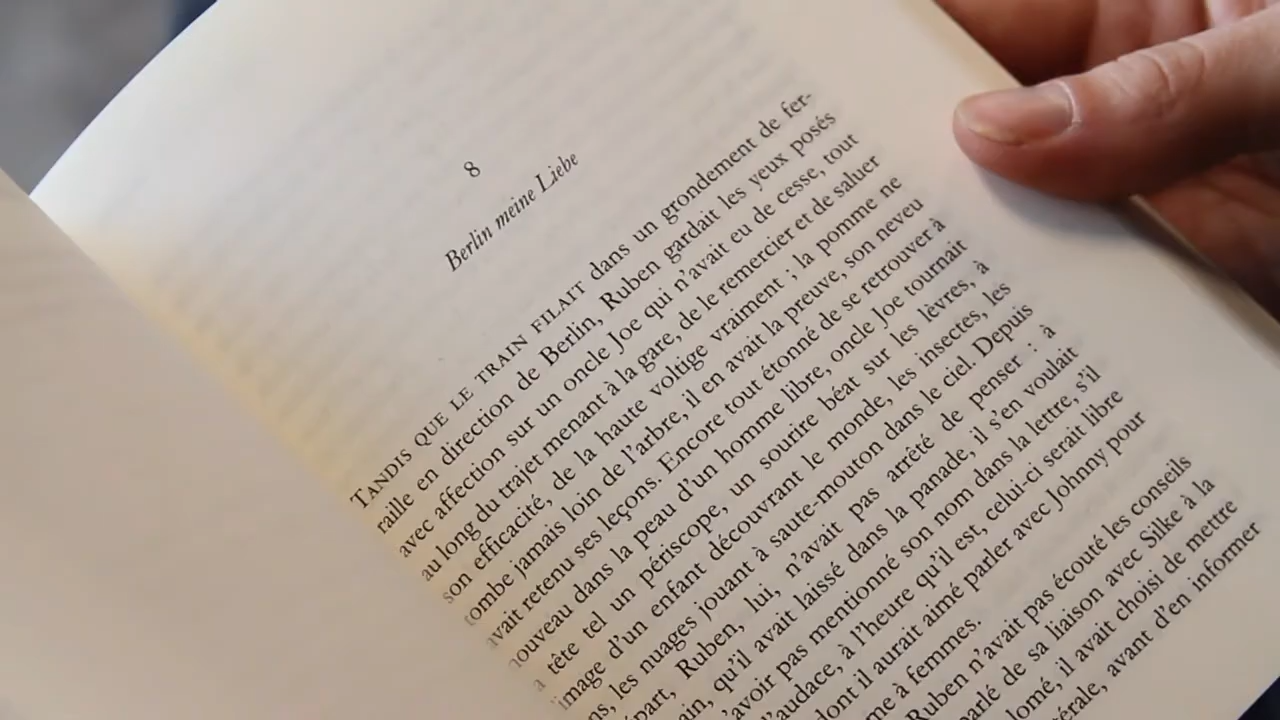 8
Berlin meine Liebe
TANDIS QUE LE TRAIN FILAIT dans un grondement de fer-
raille en direction de Berlin, Ruben gardait les yeux posés
avec affection sur un oncle Joe qui n'avait eu de cesse, tout
au long du trajet menant à la gare, de le remercier et de saluer
son efficacité, de la haute voltige vraiment ; la pomme ne
tombe jamais loin de l'arbre, il en avait la preuve, son neveu
avait retenu ses leçons. Encore tout étonné de se retrouver à
nouveau dans la peau d'un homme libre, oncle Joe tournait
a tête tel un périscope, un sourire béat sur les lèvres, à
'image d'un enfant découvrant le monde, les insectes, les
ns, les nuages jouant à saute-mouton dans le ciel. Depuis
part, Ruben, lui, n'avait pas arrêté de penser ; à
ain, qu'il avait laissé dans la panade, il s'en voulait
'avoir pas mentionné son nom dans la lettre, s'il
l'audace, à l'heure qu'il est, celui-ci serait libre
dont il aurait aimé parler avec Johnny pour
me à femmes.
Ruben n'avait pas écouté les conseils
parlé de sa liaison avec Silke à la
lomé, il avait choisi de mettre
érale, avant d'en informer